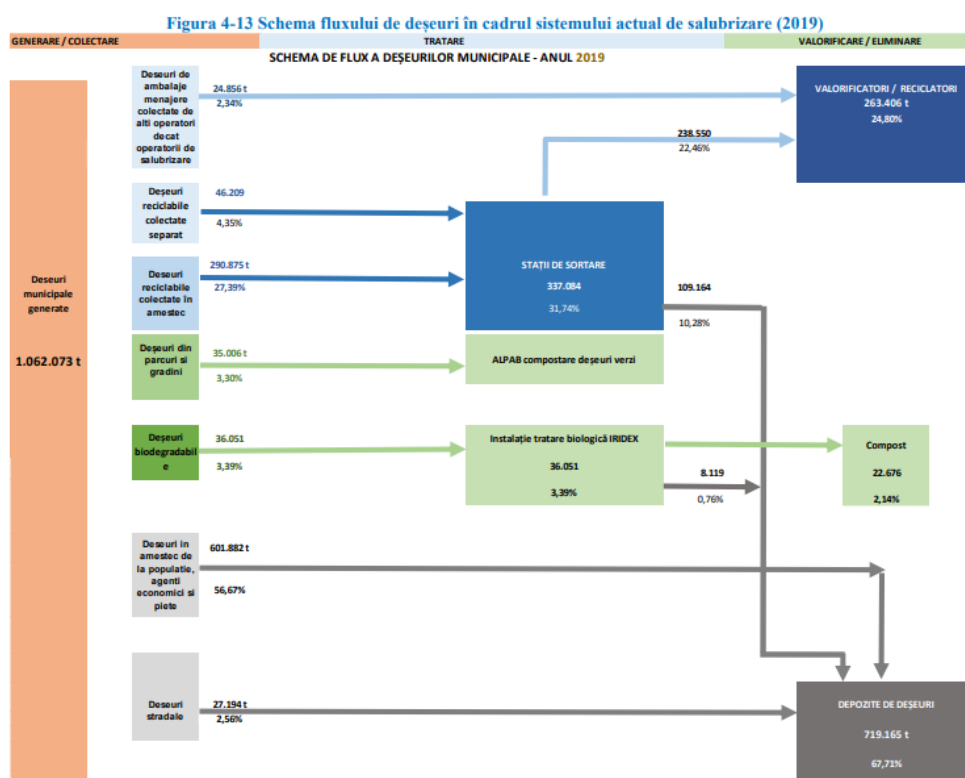 Figura 4-13 Schema fluxului de deșeuri în cadrul sistemului actual de salubrizare (2019)
GENERARE / COLECTARE
TRATARE
VALORIFICARE / ELIMINARE
SCHEMA DE FLUX A DEȘEURILOR MUNICIPALE - ANUL 2019
Deseuri de
ambalaje
menajere
colectate de
alti operatori
decat
operatorii de
salubrizare
24.856 t
2,34%
VALORIFICATORI / RECICLATORI
263.406 t
24,80%
238.550
22,46%
Deșeuri
reciclabile
colectate
separat
46.209
4,35%
STAȚII DE SORTARE
337.084
31,74%
Deseuri
reciclabile
colectate în
amestec
290.875 t
27,39%
109.164
10,28%
Deseuri
municipale
generate
1.062.073 t
Deșeuri din
parcuri si
gradini
35.006 t
3,30%
ALPAB compostare deșeuri verzi
Deșeuri
biodegradabil
e
36.051
3,39%
Instalație tratare biologică IRIDEX
36.051
3,39%
8.119
0,76%
Compost
22.676
2,14%
Deseuri in
amestec de
la populatie,
agenti
economici si
piete
601.882 t
56,67%
Deseuri
stradale
27.194 t
2,56%
DEPOZITE DE DEȘEURI
719.165 t
67,71%